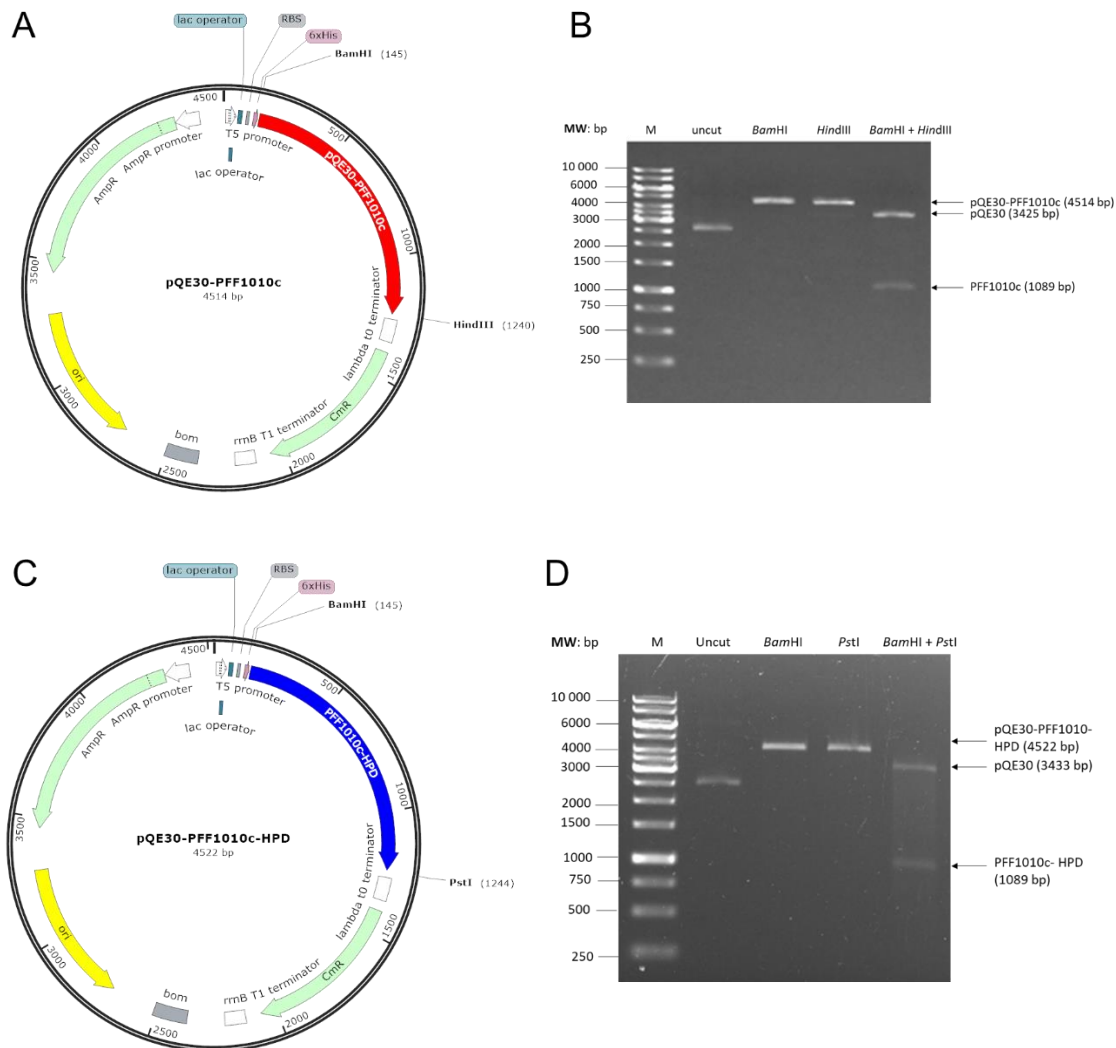 A
lac operator
RBS
6xHis
BamHI (145)
4500
500
1000
1500
2000
2500
3000
3500
4000
T5 promoter
lac operator
AmpR promoter
AmpR
pQE30-PFF1010c
pQE30-PFF1010c
4514 bp
HindIII (1240)
lambda t0 terminator
CmR
rrnB T1 terminator
bom
ori
B
MW: bp M uncut BamHI HindIII BamHI + HindIII
10 000
6000
4000
3000
2000
1500
1000
750
500
250
pQE30-PFF1010c (4514 bp)
pQE30 (3425 bp)
PFF1010c (1089 bp)
C
lac operator
RBS
6xHis
BamHI (145)
4500
500
1000
1500
2000
2500
3000
3500
4000
T5 promoter
lac operator
AmpR promoter
AmpR
PFF1010c-HPD
pQE30-PFF1010c-HPD
4522 bp
PstI (1244)
lambda t0 terminator
CmR
rrnB T1 terminator
bom
ori
D
MW: bp M Uncut BamHI PstI BamHI + PstI
10 000
6000
4000
3000
2000
1500
1000
750
500
250
pQE30-PFF1010-
HPD (4522 bp)
pQE30 (3433 bp)
PFF1010c- HPD
(1089 bp)